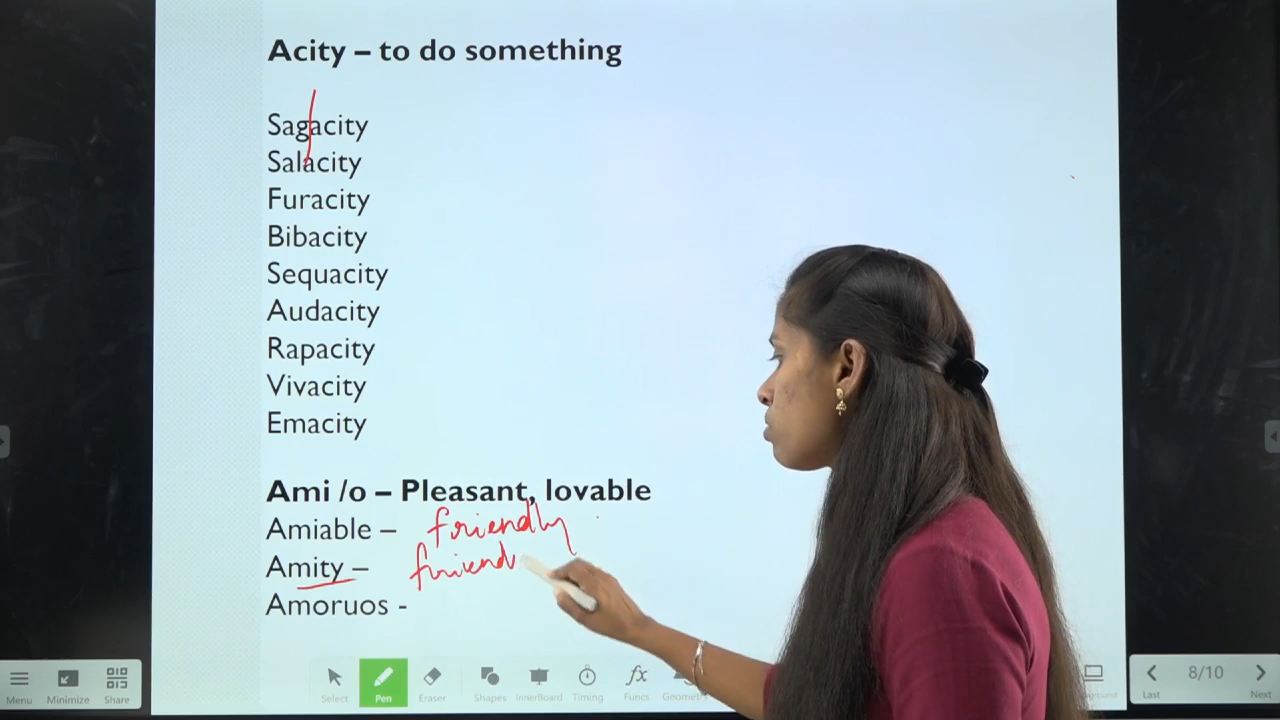 Acity – to do something
Sagacity
Salacity
Furacity
Bibacity
Sequacity
Audacity
Rapacity
Vivacity
Emacity
Ami /o – Pleasant, lovable
Amiable – friendly
Amity – friend
Amoruos -
Menu Minimize Share Select Pen Eraser Shapes InnerBoard Timing fx Funcs Last 8/10 Next